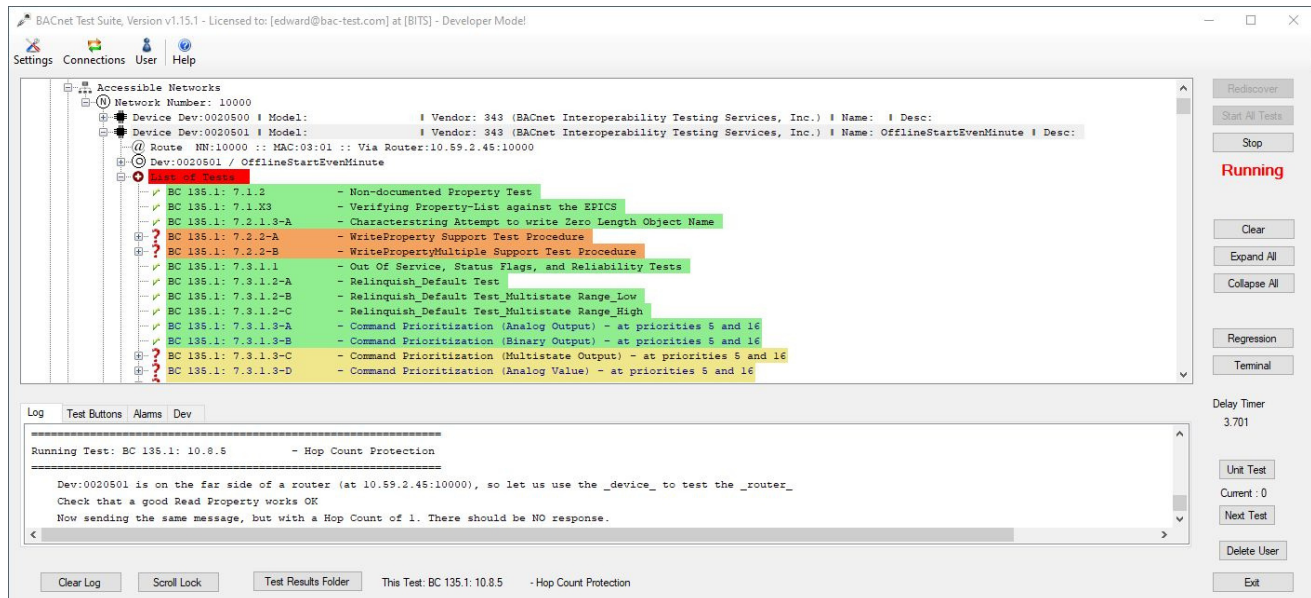 BACnet Test Suite, Version v1.15.1 - Licensed to: [edward@bac-test.com] at [BITS] - Developer Mode!
Settings Connections User Help
Accessible Networks
N Network Number: 10000
Device Dev:0020500 | Model: | Vendor: 343 (BACnet Interoperability Testing Services, Inc.) | Name: | Desc:
Device Dev:0020501 | Model: | Vendor: 343 (BACnet Interoperability Testing Services, Inc.) | Name: OfflineStartEvenMinute | Desc:
@ Route NN:10000 :: MAC:03:01 :: Via Router:10.59.2.45:10000
O Dev:0020501 / OfflineStartEvenMinute
List of Tests
BC 135.1: 7.1.2 - Non-documented Property Test
BC 135.1: 7.1.X3 - Verifying Property-List against the EPICS
BC 135.1: 7.2.1.3-A - Characterstring Attempt to write Zero Length Object Name
? BC 135.1: 7.2.2-A - WriteProperty Support Test Procedure
? BC 135.1: 7.2.2-B - WritePropertyMultiple Support Test Procedure
BC 135.1: 7.3.1.1 - Out Of Service, Status Flags, and Reliability Tests
BC 135.1: 7.3.1.2-A - Relinquish_Default Test
BC 135.1: 7.3.1.2-B - Relinquish_Default Test_Multistate Range_Low
BC 135.1: 7.3.1.2-C - Relinquish_Default Test_Multistate Range_High
BC 135.1: 7.3.1.3-A - Command Prioritization (Analog Output) - at priorities 5 and 16
BC 135.1: 7.3.1.3-B - Command Prioritization (Binary Output) - at priorities 5 and 16
? BC 135.1: 7.3.1.3-C - Command Prioritization (Multistate Output) - at priorities 5 and 16
? BC 135.1: 7.3.1.3-D - Command Prioritization (Analog Value) - at priorities 5 and 16
Rediscover
Start All Tests
Stop
Running
Clear
Expand All
Collapse All
Regression
Terminal
Delay Timer
3.701
Unit Test
Current : 0
Next Test
Delete User
Exit
Log Test Buttons Alarms Dev
Running Test: BC 135.1: 10.8.5 - Hop Count Protection
Dev:0020501 is on the far side of a router (at 10.59.2.45:10000), so let us use the _device_ to test the _router_
Check that a good Read Property works OK
Now sending the same message, but with a Hop Count of 1. There should be NO response.
Clear Log Scroll Lock Test Results Folder This Test: BC 135.1: 10.8.5 - Hop Count Protection